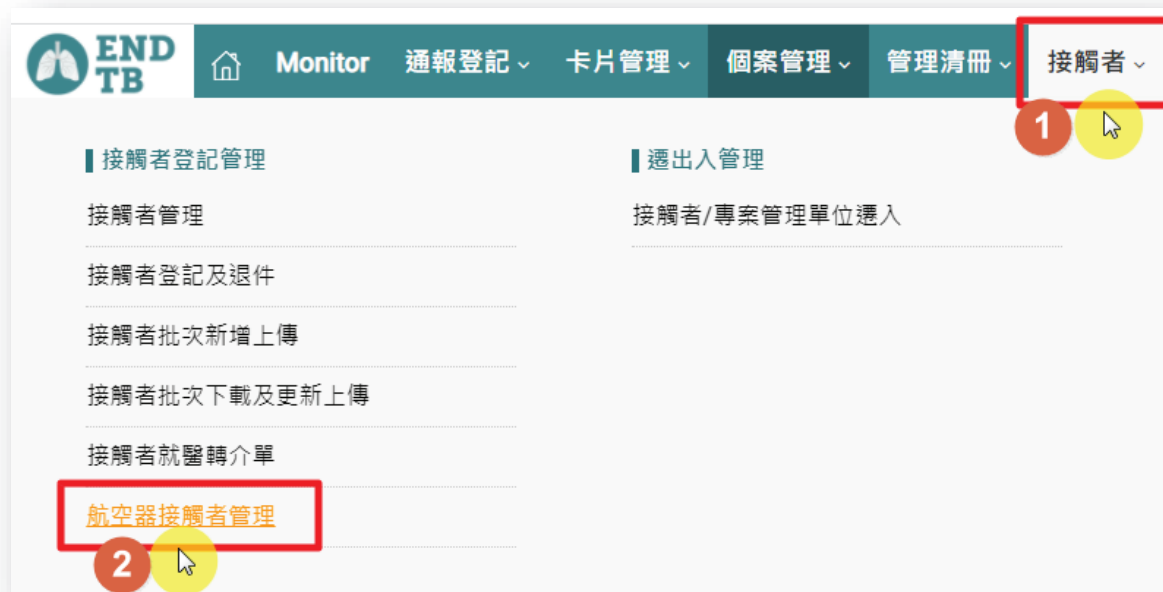 END TB
Monitor 通報登記 卡片管理 個案管理 管理清冊 接觸者
1
接觸者登記管理
接觸者管理
接觸者登記及退件
接觸者批次新增上傳
接觸者批次下載及更新上傳
接觸者就醫轉介單
航空器接觸者管理
2
遷出入管理
接觸者/專案管理單位遷入